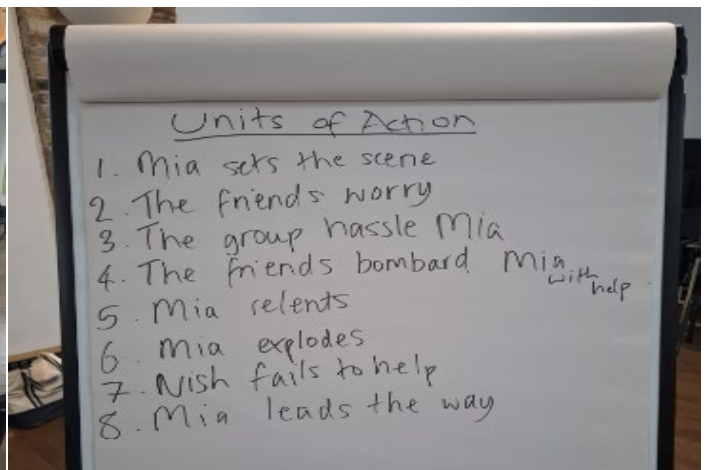 Units of Action
1. Mia sets the scene
2. The friends worry
3. The group hassle Mia
4. The friends bombard Mia with help.
5. Mia relents
6. Mia explodes
7. Nish fails to help
8. Mia leads the way